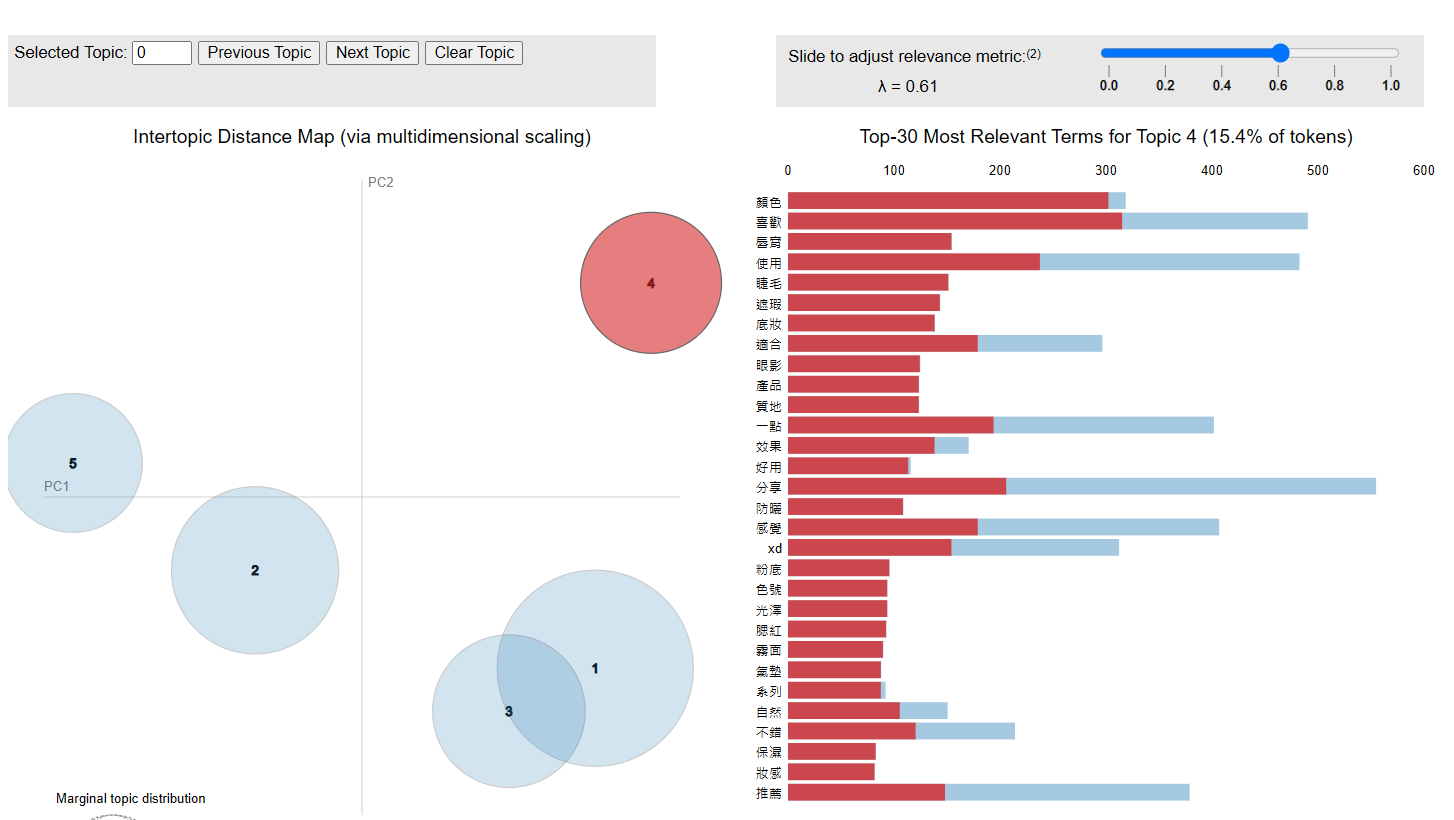 Selected Topic: 0 Previous Topic Next Topic Clear Topic
Slide to adjust relevance metric:(2)
λ = 0.61
0.0 0.2 0.4 0.6 0.8 1.0
Intertopic Distance Map (via multidimensional scaling)
PC2
PC1
4
5
2
1
3
Marginal topic distribution
Top-30 Most Relevant Terms for Topic 4 (15.4% of tokens)
0 100 200 300 400 500 600
顏色
喜歡
唇膏
使用
睫毛
遮瑕
底妝
適合
眼影
產品
質地
一點
效果
好用
分享
防曬
感覺
xd
粉底
色號
光澤
腮紅
霧面
氣墊
系列
自然
不錯
保濕
妝感
推薦